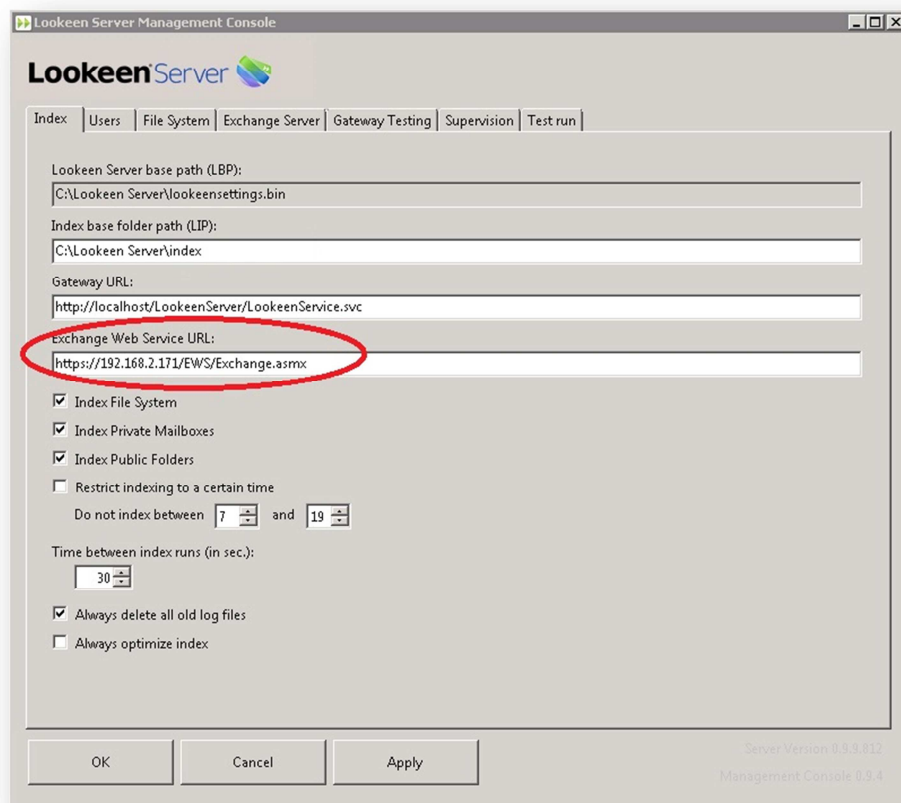 Lookeen Server Management Console
Lookeen Server
Index Users File System Exchange Server Gateway Testing Supervision Test run
Lookeen Server base path (LBP):
C:\Lookeen Server\lookeensettings.bin
Index base folder path (LIP):
C:\Lookeen Server\index
Gateway URL:
http://localhost/LookeenServer/LookeenService.svc
Exchange Web Service URL:
https://192.168.2.171/EWS/Exchange.asmx
Index File System
Index Private Mailboxes
Index Public Folders
Restrict indexing to a certain time
Do not index between 7 and 19
Time between index runs (in sec.):
30
Always delete all old log files
Always optimize index
OK Cancel Apply
Server Version 0.9.9.812
Management Console 0.9.4